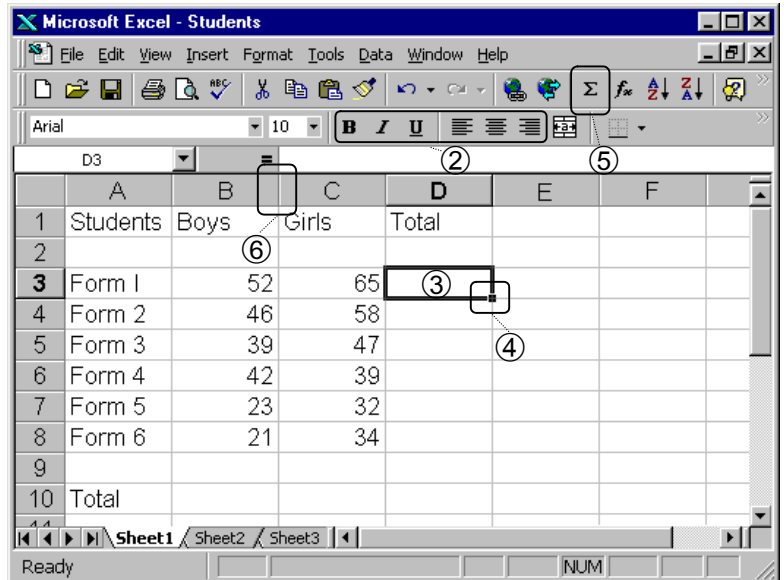 Microsoft Excel - Students
File Edit View Insert Format Tools Data Window Help
ABC Σ fx A Z Z A ?
Arial 10 B I U a
② ⑤
D3 =
A B C D E F
1 Students Boys Girls Total
⑥
2
3 Form I 52 65 ③
4 Form 2 46 58
④
5 Form 3 39 47
6 Form 4 42 39
7 Form 5 23 32
8 Form 6 21 34
9
10 Total
Sheet1 Sheet2 Sheet3
Ready NUM